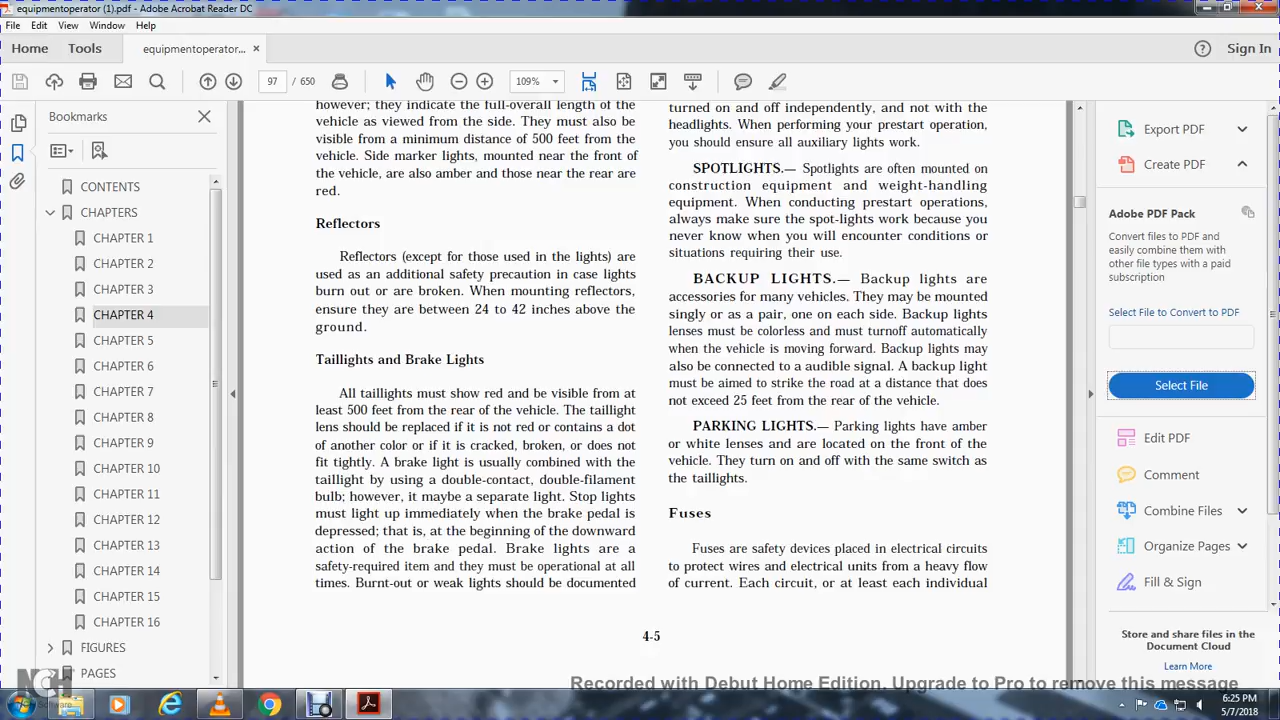 equipmentoperator (1).pdf - Adobe Acrobat Reader DC
File Edit View Window Help
Home Tools equipmentoperator... × Sign In
97 / 650 109%
Bookmarks
CONTENTS
CHAPTERS
CHAPTER 1
CHAPTER 2
CHAPTER 3
CHAPTER 4
CHAPTER 5
CHAPTER 6
CHAPTER 7
CHAPTER 8
CHAPTER 9
CHAPTER 10
CHAPTER 11
CHAPTER 12
CHAPTER 13
CHAPTER 14
CHAPTER 15
CHAPTER 16
FIGURES
PAGES
however; they indicate the full-overall length of the
vehicle as viewed from the side. They must also be
visible from a minimum distance of 500 feet from the
vehicle. Side marker lights, mounted near the front of
the vehicle, are also amber and those near the rear are
red.
Reflectors
Reflectors (except for those used in the lights) are
used as an additional safety precaution in case lights
burn out or are broken. When mounting reflectors,
ensure they are between 24 to 42 inches above the
ground.
Taillights and Brake Lights
All taillights must show red and be visible from at
least 500 feet from the rear of the vehicle. The taillight
lens should be replaced if it is not red or contains a dot
of another color or if it is cracked, broken, or does not
fit tightly. A brake light is usually combined with the
taillight by using a double-contact, double-filament
bulb; however, it maybe a separate light. Stop lights
must light up immediately when the brake pedal is
depressed; that is, at the beginning of the downward
action of the brake pedal. Brake lights are a
safety-required item and they must be operational at all
times. Burnt-out or weak lights should be documented
turned on and off independently, and not with the
headlights. When performing your prestart operation,
you should ensure all auxiliary lights work.
SPOTLIGHTS.— Spotlights are often mounted on
construction equipment and weight-handling
equipment. When conducting prestart operations,
always make sure the spot-lights work because you
never know when you will encounter conditions or
situations requiring their use.
BACKUP LIGHTS.— Backup lights are
accessories for many vehicles. They may be mounted
singly or as a pair, one on each side. Backup lights
lenses must be colorless and must turnoff automatically
when the vehicle is moving forward. Backup lights may
also be connected to a audible signal. A backup light
must be aimed to strike the road at a distance that does
not exceed 25 feet from the rear of the vehicle.
PARKING LIGHTS.— Parking lights have amber
or white lenses and are located on the front of the
vehicle. They turn on and off with the same switch as
the taillights.
Fuses
Fuses are safety devices placed in electrical circuits
to protect wires and electrical units from a heavy flow
of current. Each circuit, or at least each individual
4-5
Export PDF
Create PDF
Adobe PDF Pack
Convert files to PDF and
easily combine them with
other file types with a paid
subscription
Select File to Convert to PDF
Select File
Edit PDF
Comment
Combine Files
Organize Pages
Fill & Sign
Store and share files in the
Document Cloud
Learn More
NCH
Software
Recorded with Debut Home Edition. Upgrade to Pro to remove this message
6:25 PM
5/7/2018